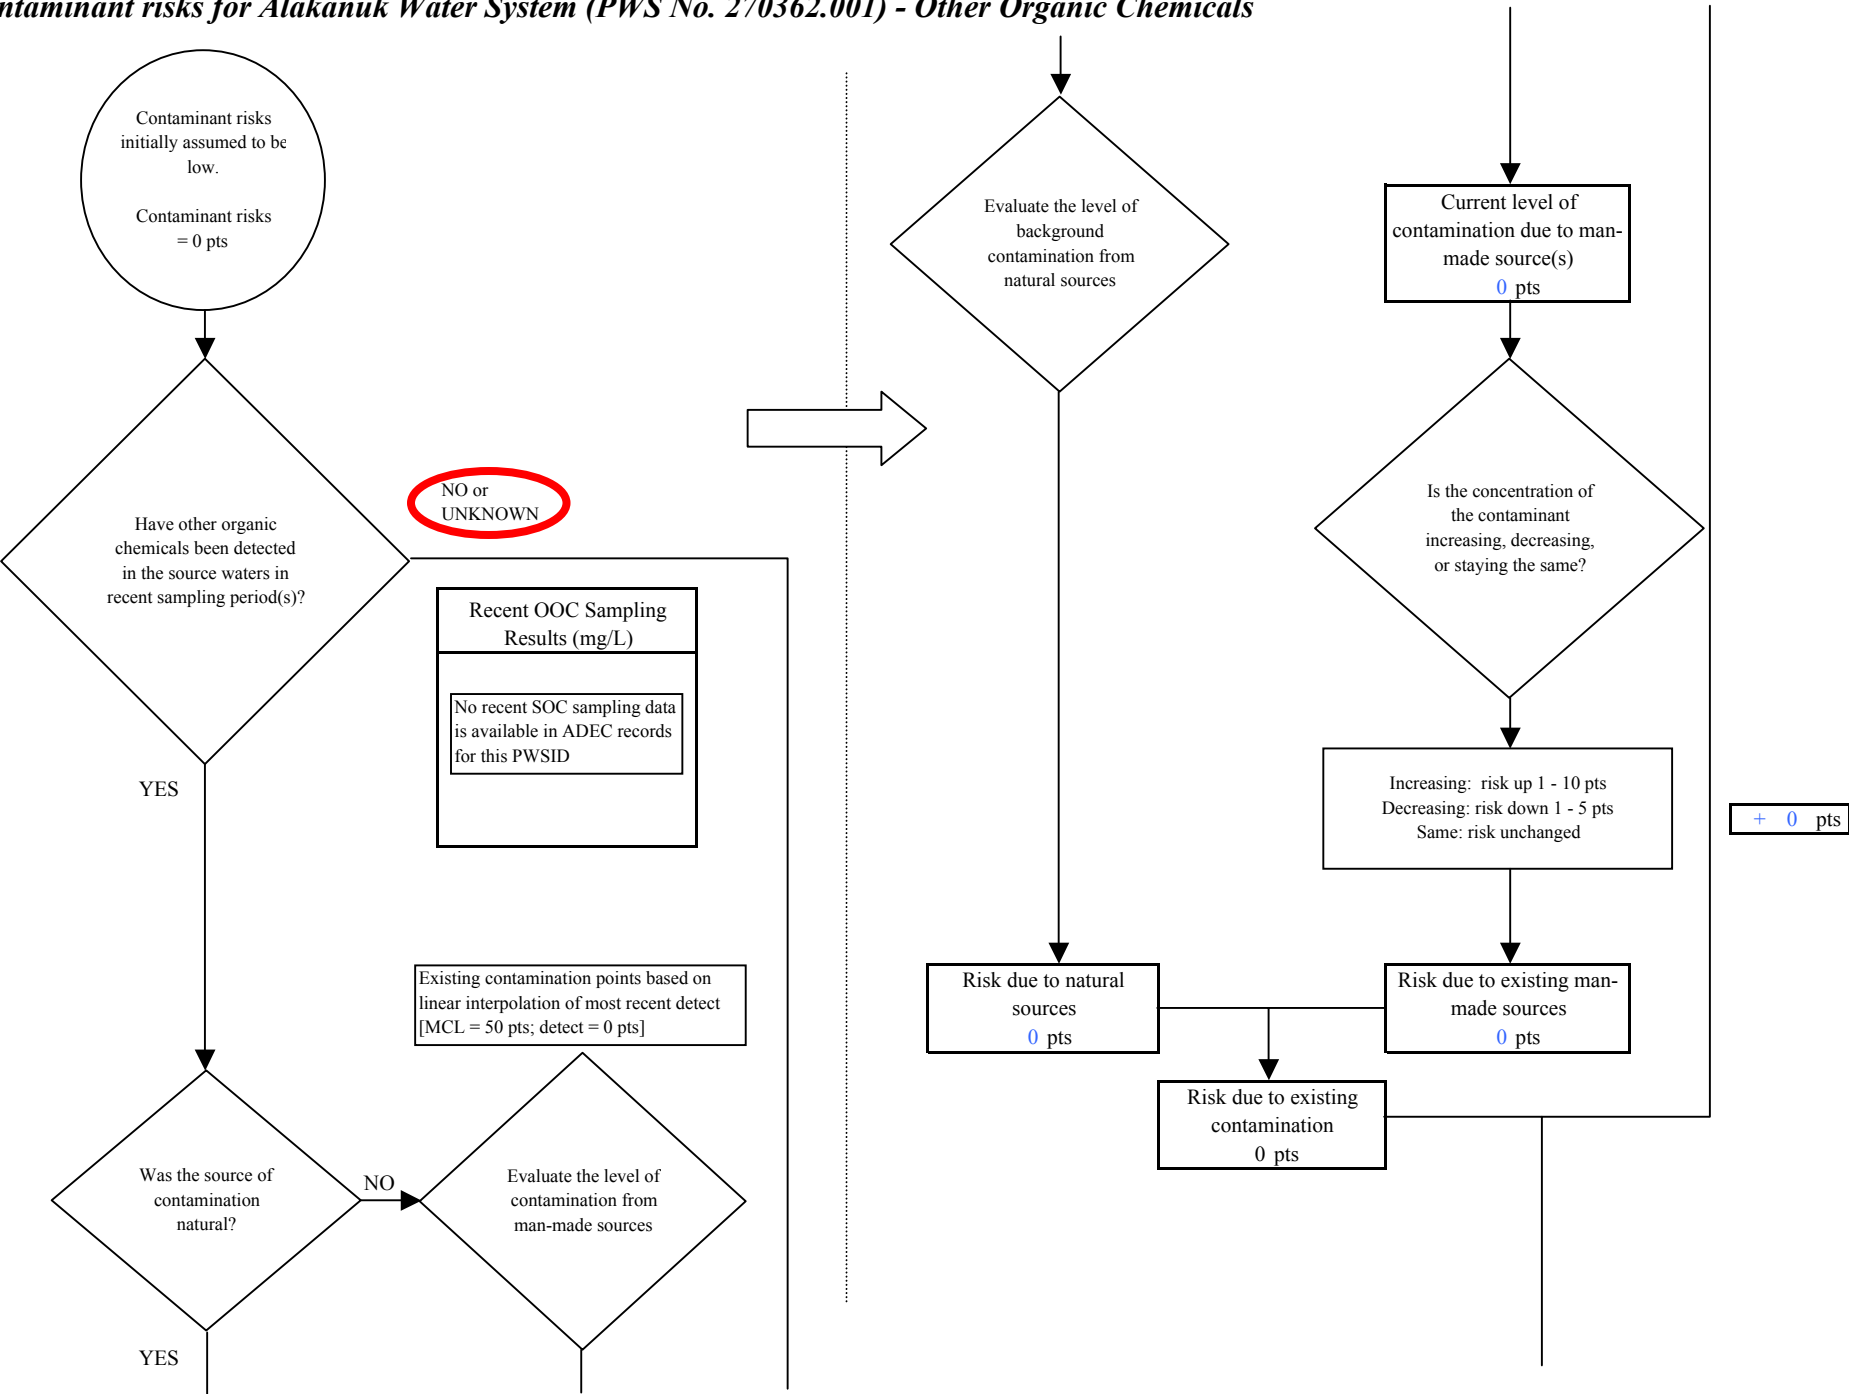 ntaminant risks for Alakanuk Water System (PWS No. 270362.001) - Other Organic Chemicals
Contaminant risks
initially assumed to be
low.
Contaminant risks
= 0 pts
Have other organic
chemicals been detected
in the source waters in
recent sampling period(s)?
NO or
UNKNOWN
Recent OOC Sampling
Results (mg/L)
No recent SOC sampling data
is available in ADEC records
for this PWSID
YES
Existing contamination points based on
linear interpolation of most recent detect
[MCL = 50 pts; detect = 0 pts]
Was the source of
contamination
natural?
NO
Evaluate the level of
contamination from
man-made sources
YES
Evaluate the level of
background
contamination from
natural sources
Current level of
contamination due to man-
made source(s)
0 pts
Is the concentration of
the contaminant
increasing, decreasing,
or staying the same?
Increasing: risk up 1 - 10 pts
Decreasing: risk down 1 - 5 pts
Same: risk unchanged
+ 0 pts
Risk due to natural
sources
0 pts
Risk due to existing man-
made sources
0 pts
Risk due to existing
contamination
0 pts